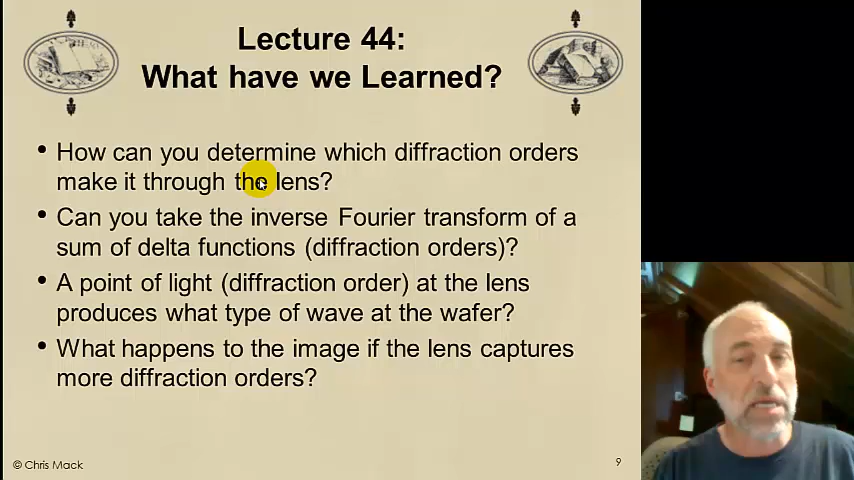 Lecture 44:
What have we Learned?
• How can you determine which diffraction orders
make it through the lens?
• Can you take the inverse Fourier transform of a
sum of delta functions (diffraction orders)?
• A point of light (diffraction order) at the lens
produces what type of wave at the wafer?
• What happens to the image if the lens captures
more diffraction orders?
© Chris Mack
9